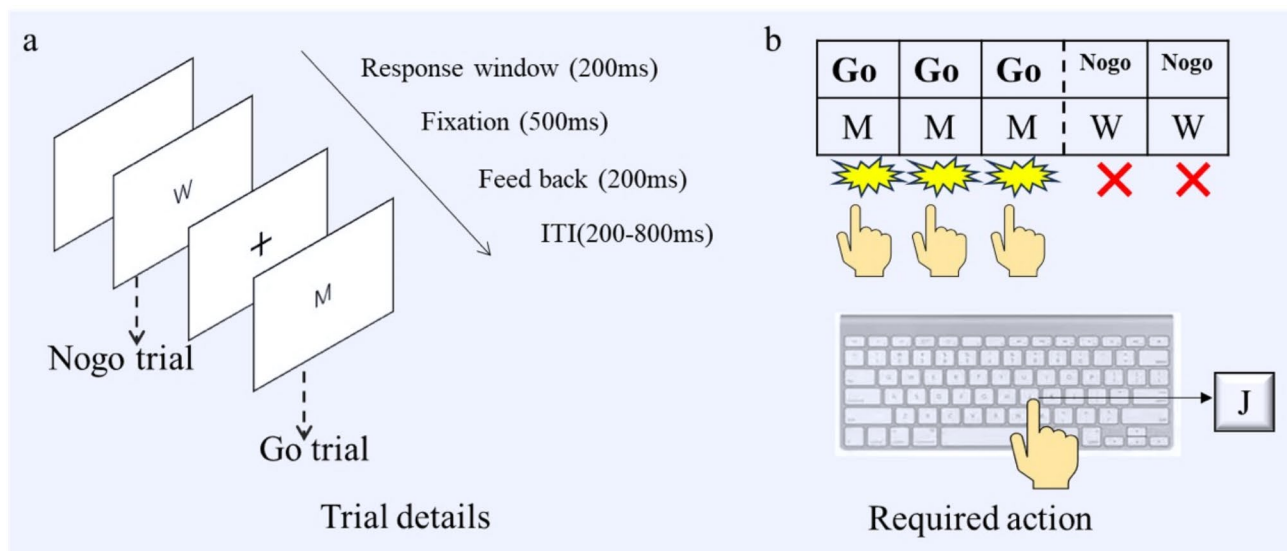 a
Response window (200ms)
Fixation (500ms)
Feed back (200ms)
ITI(200-800ms)
W
M
Nogo trial
Go trial
Trial details
b
Go Go Go Nogo Nogo
M M M W W
J
Required action